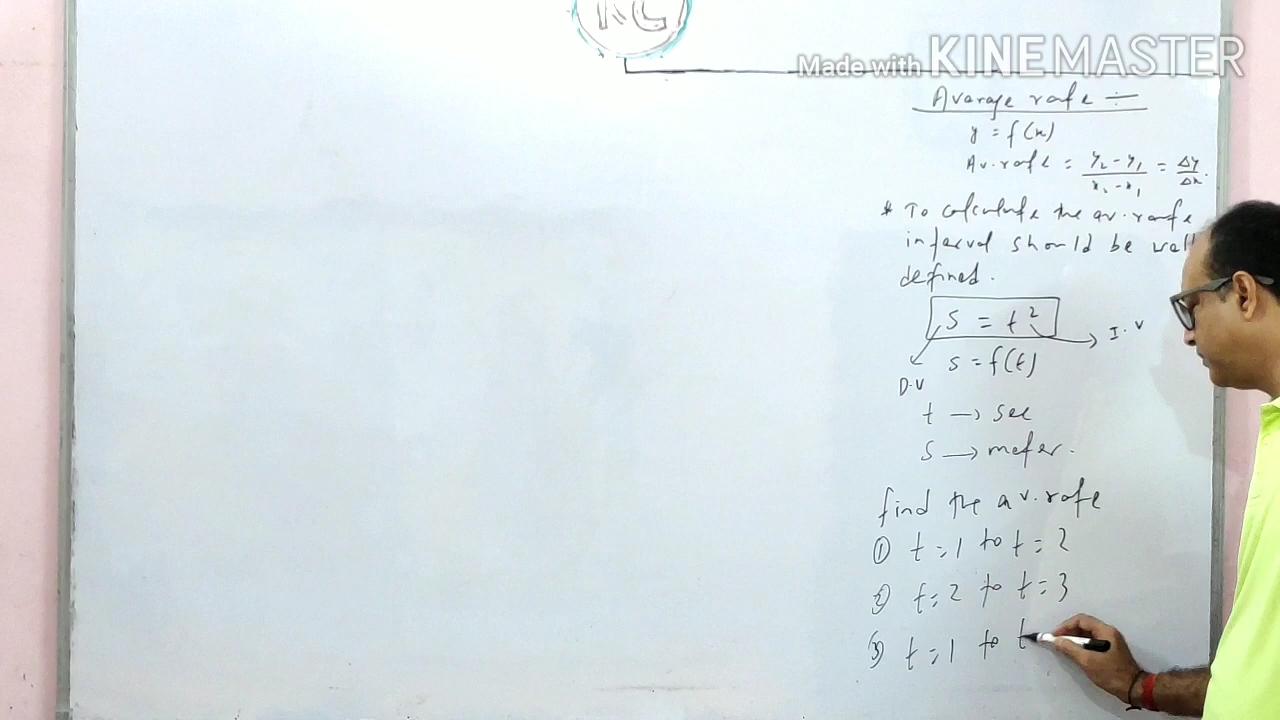 RC
Made with KINEMASTER
Avarage rate ÷
y = f(x)
Av. rate = y₂ - y₁ / x₂ - x₁ = Δy / Δx.
* To calculate the av. rate
interval should be well
defined.
s = t²
I.V
s = f(t)
D.V
t → sec
s → meter.
find the av. rate
① t = 1 to t = 2
② t = 2 to t = 3
③ t = 1 to t